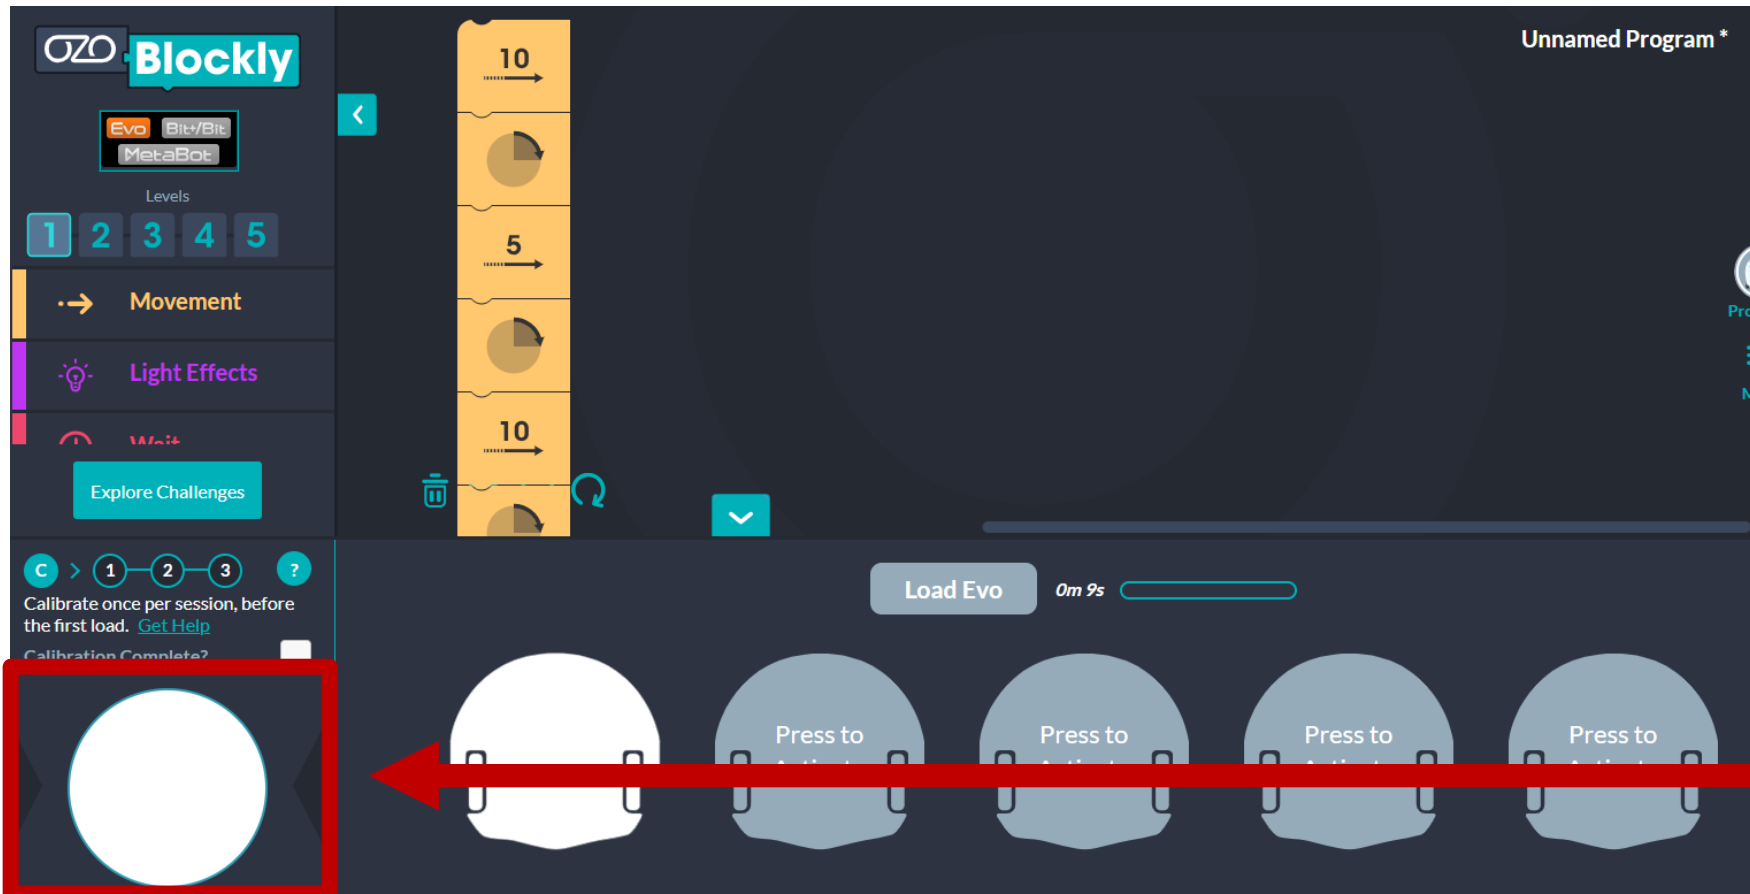 OZO Blockly
Unnamed Program *
Evo Bit+/Bit
MetaBot
Levels
1 2 3 4 5
Movement
Light Effects
Wait
Explore Challenges
10
5
10
C > 1 2 3 ?
Calibrate once per session, before
the first load. Get Help
Calibration Complete?
Load Evo 0m 9s
Press to
Press to
Press to
Press to